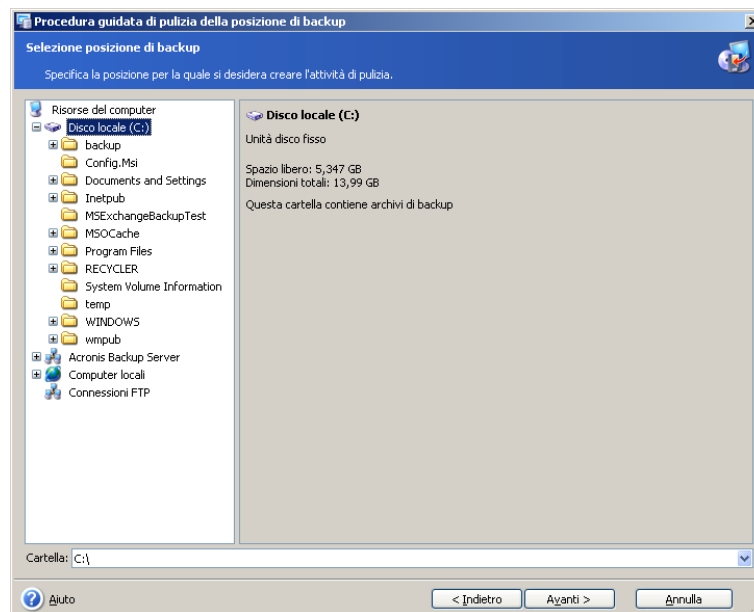 Procedura guidata di pulizia della posizione di backup
Selezione posizione di backup
Specifica la posizione per la quale si desidera creare l'attività di pulizia.
Risorse del computer
Disco locale (C:)
backup
Config.Msi
Documents and Settings
Inetpub
MSExchangeBackupTest
MSOCache
Program Files
RECYCLER
System Volume Information
temp
WINDOWS
wmpub
Acronis Backup Server
Computer locali
Connessioni FTP
Disco locale (C:)
Unità disco fisso
Spazio libero: 5,347 GB
Dimensioni totali: 13,99 GB
Questa cartella contiene archivi di backup
Cartella: C:\
Aiuto
< Indietro
Avanti >
Annulla